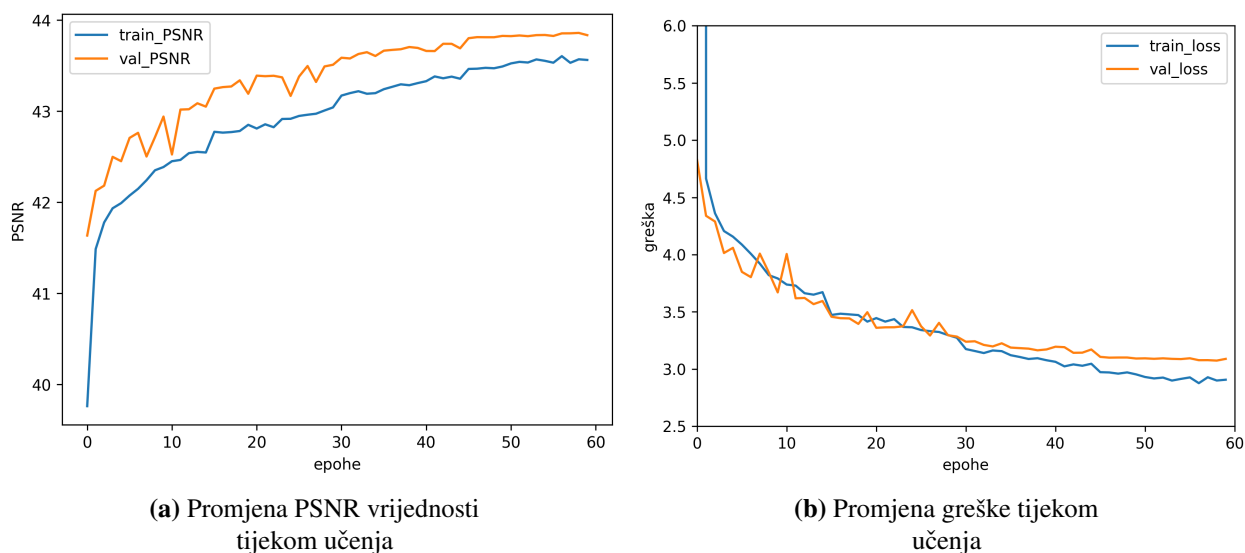 44
43
42
41
40
PSNR
train_PSNR
val_PSNR
0 10 20 30 40 50 60
epohe
(a) Promjena PSNR vrijednosti
tijekom učenja
6.0
5.5
5.0
4.5
4.0
3.5
3.0
2.5
greška
train_loss
val_loss
0 10 20 30 40 50 60
epohe
(b) Promjena greške tijekom
učenja